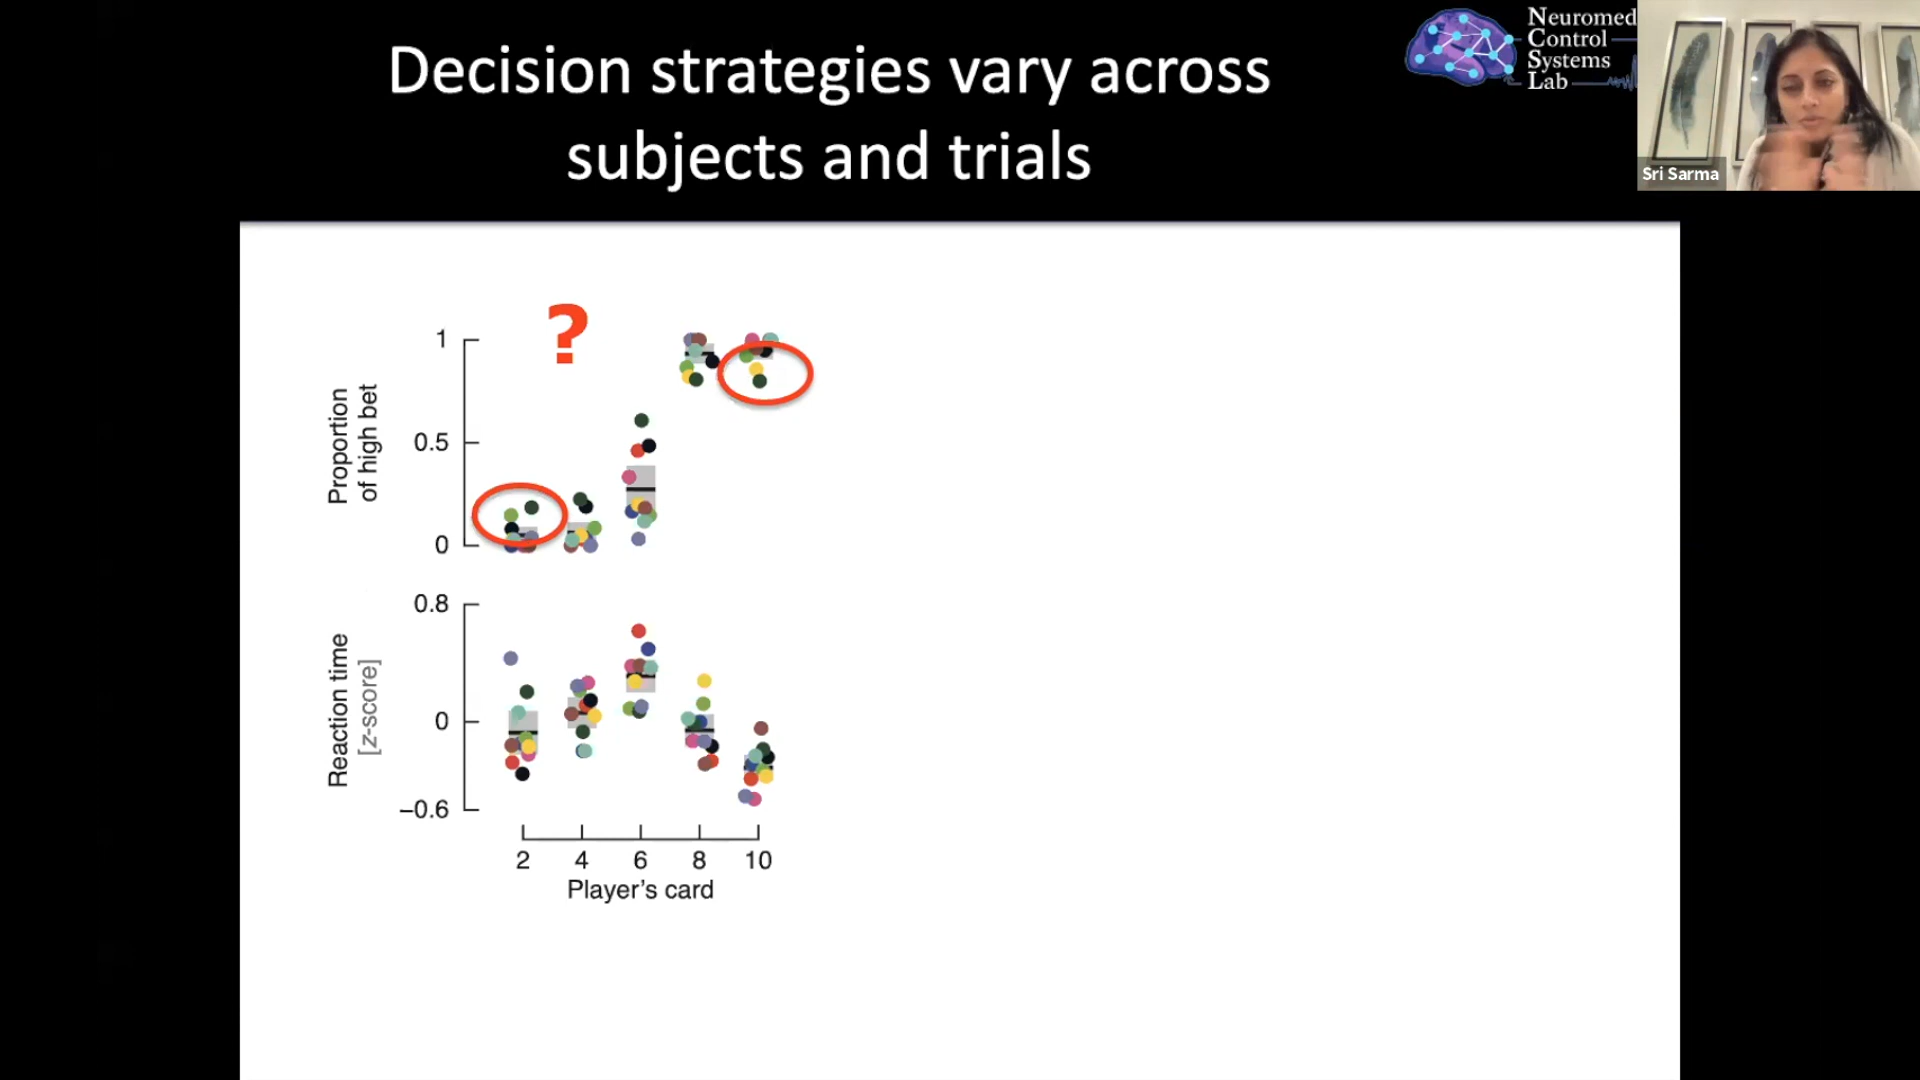 Decision strategies vary across
subjects and trials
Neuromed
Control
Systems
Lab
Sri Sarma
?
1
0.5
0
Proportion
of high bet
0.8
0
−0.6
Reaction time
[z-score]
2 4 6 8 10
Player's card